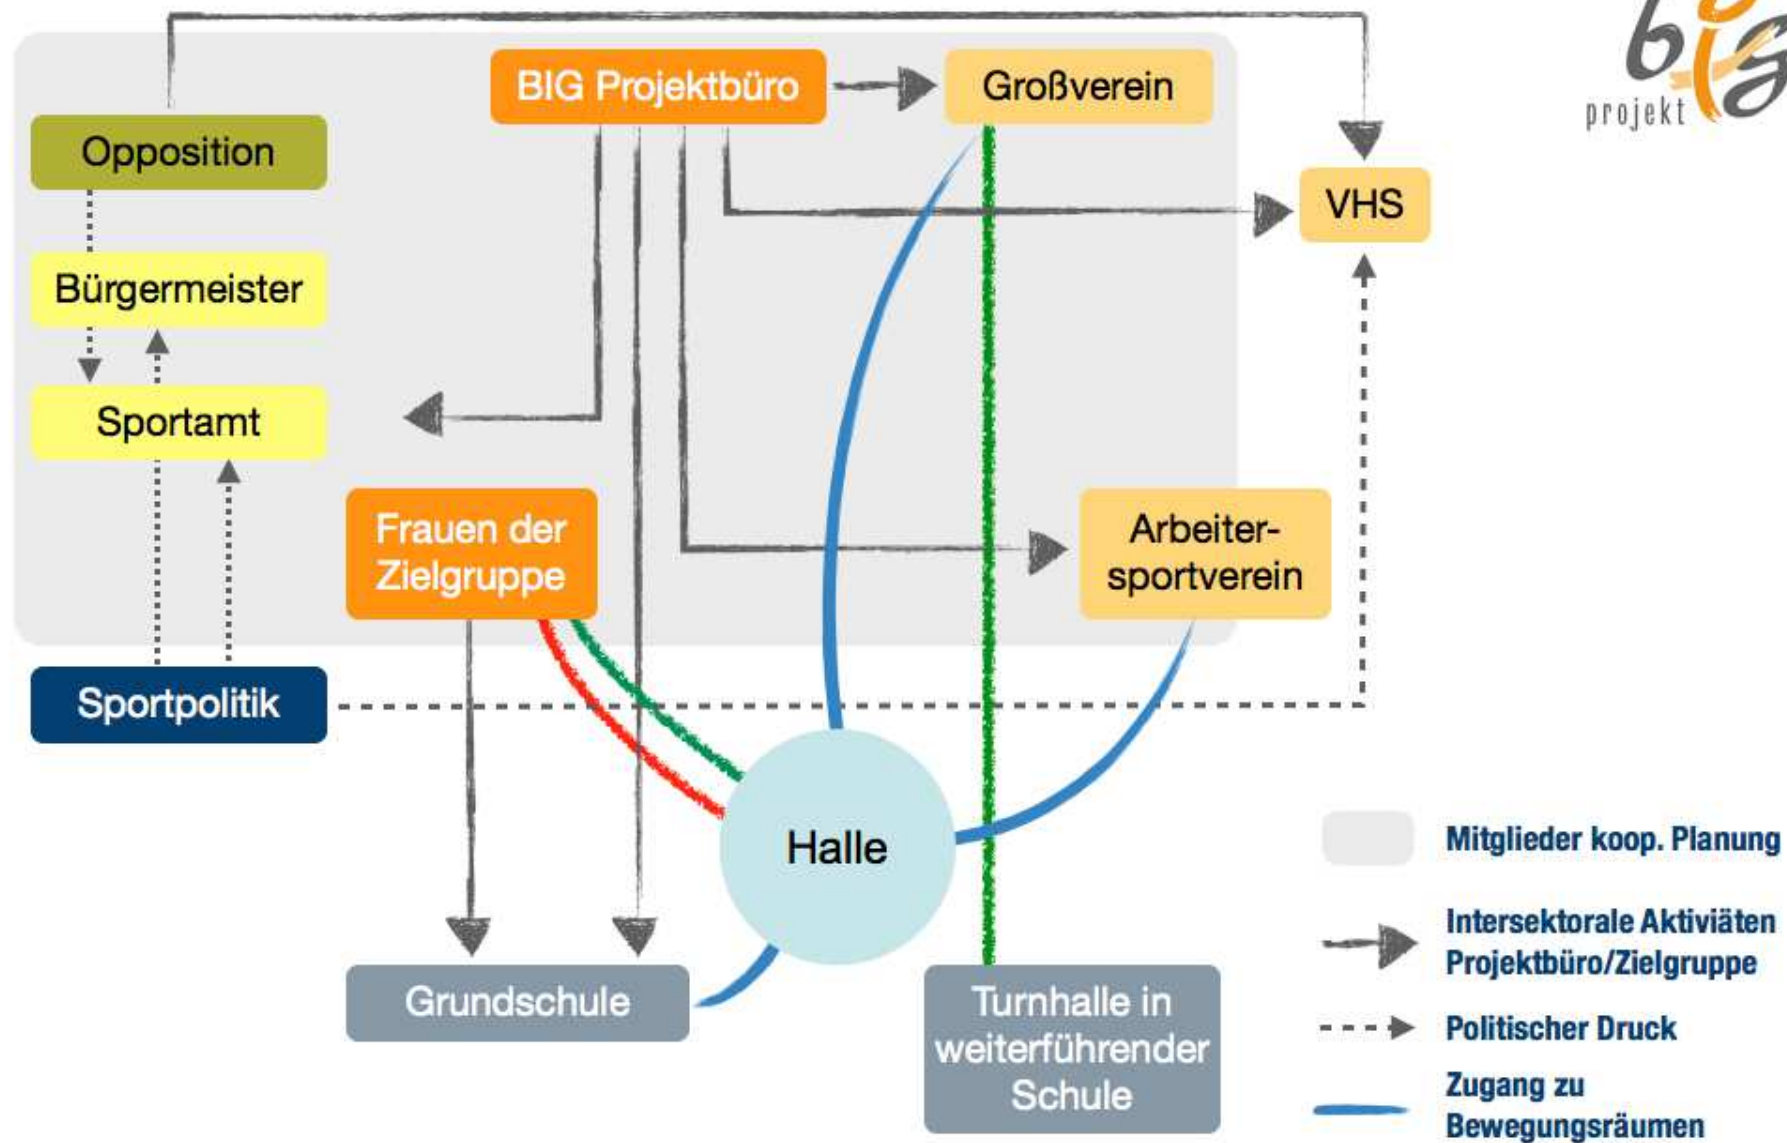 BIG Projektbüro
Großverein
big
projekt
Opposition
VHS
Bürgermeister
Sportamt
Frauen der
Zielgruppe
Arbeiter-
sportverein
Sportpolitik
Halle
Grundschule
Turnhalle in
weiterführender
Schule
Mitglieder koop. Planung
Intersektorale Aktiviäten
Projektbüro/Zielgruppe
Politischer Druck
Zugang zu
Bewegungsräumen